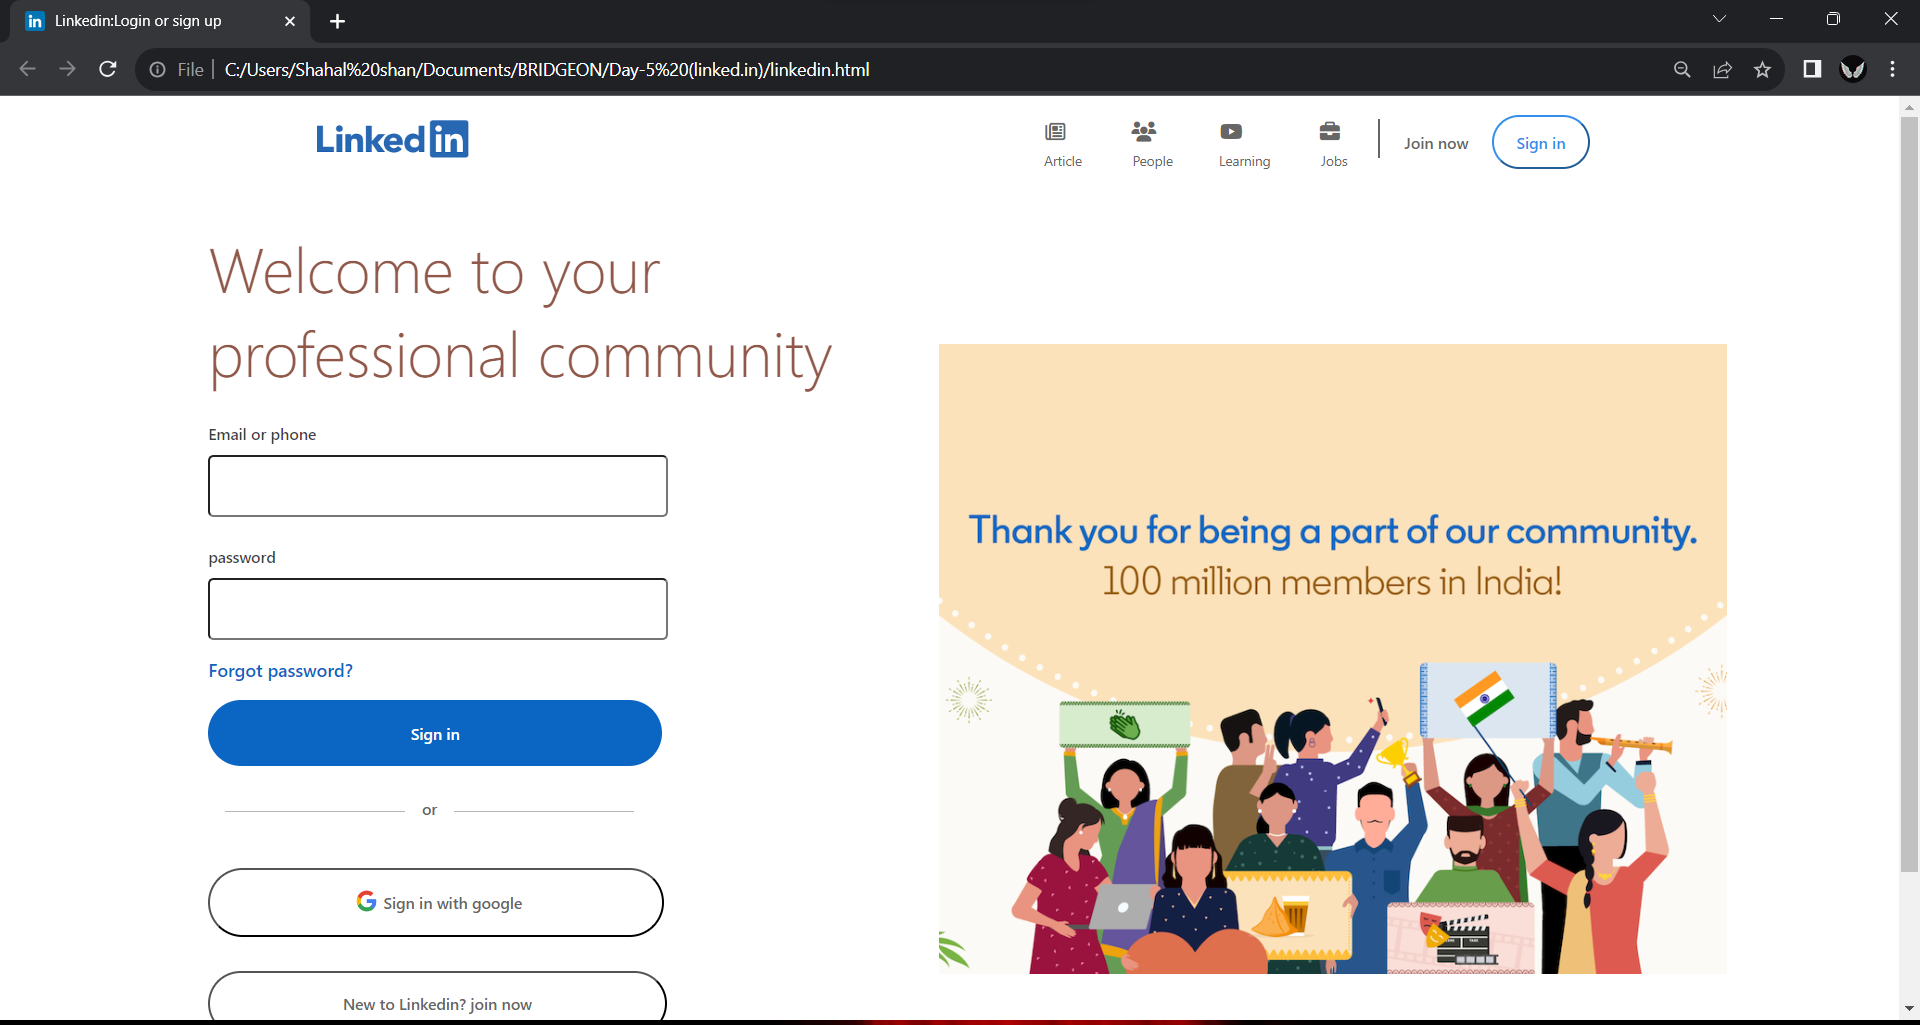 in Linkedin:Login or sign up
File C:/Users/Shahal%20shan/Documents/BRIDGEON/Day-5%20(linked.in)/linkedin.html
Linked in
Article People Learning Jobs Join now Sign in
Welcome to your
professional community
Email or phone
password
Forgot password?
Sign in
or
G Sign in with google
New to Linkedin? join now
Thank you for being a part of our community.
100 million members in India!